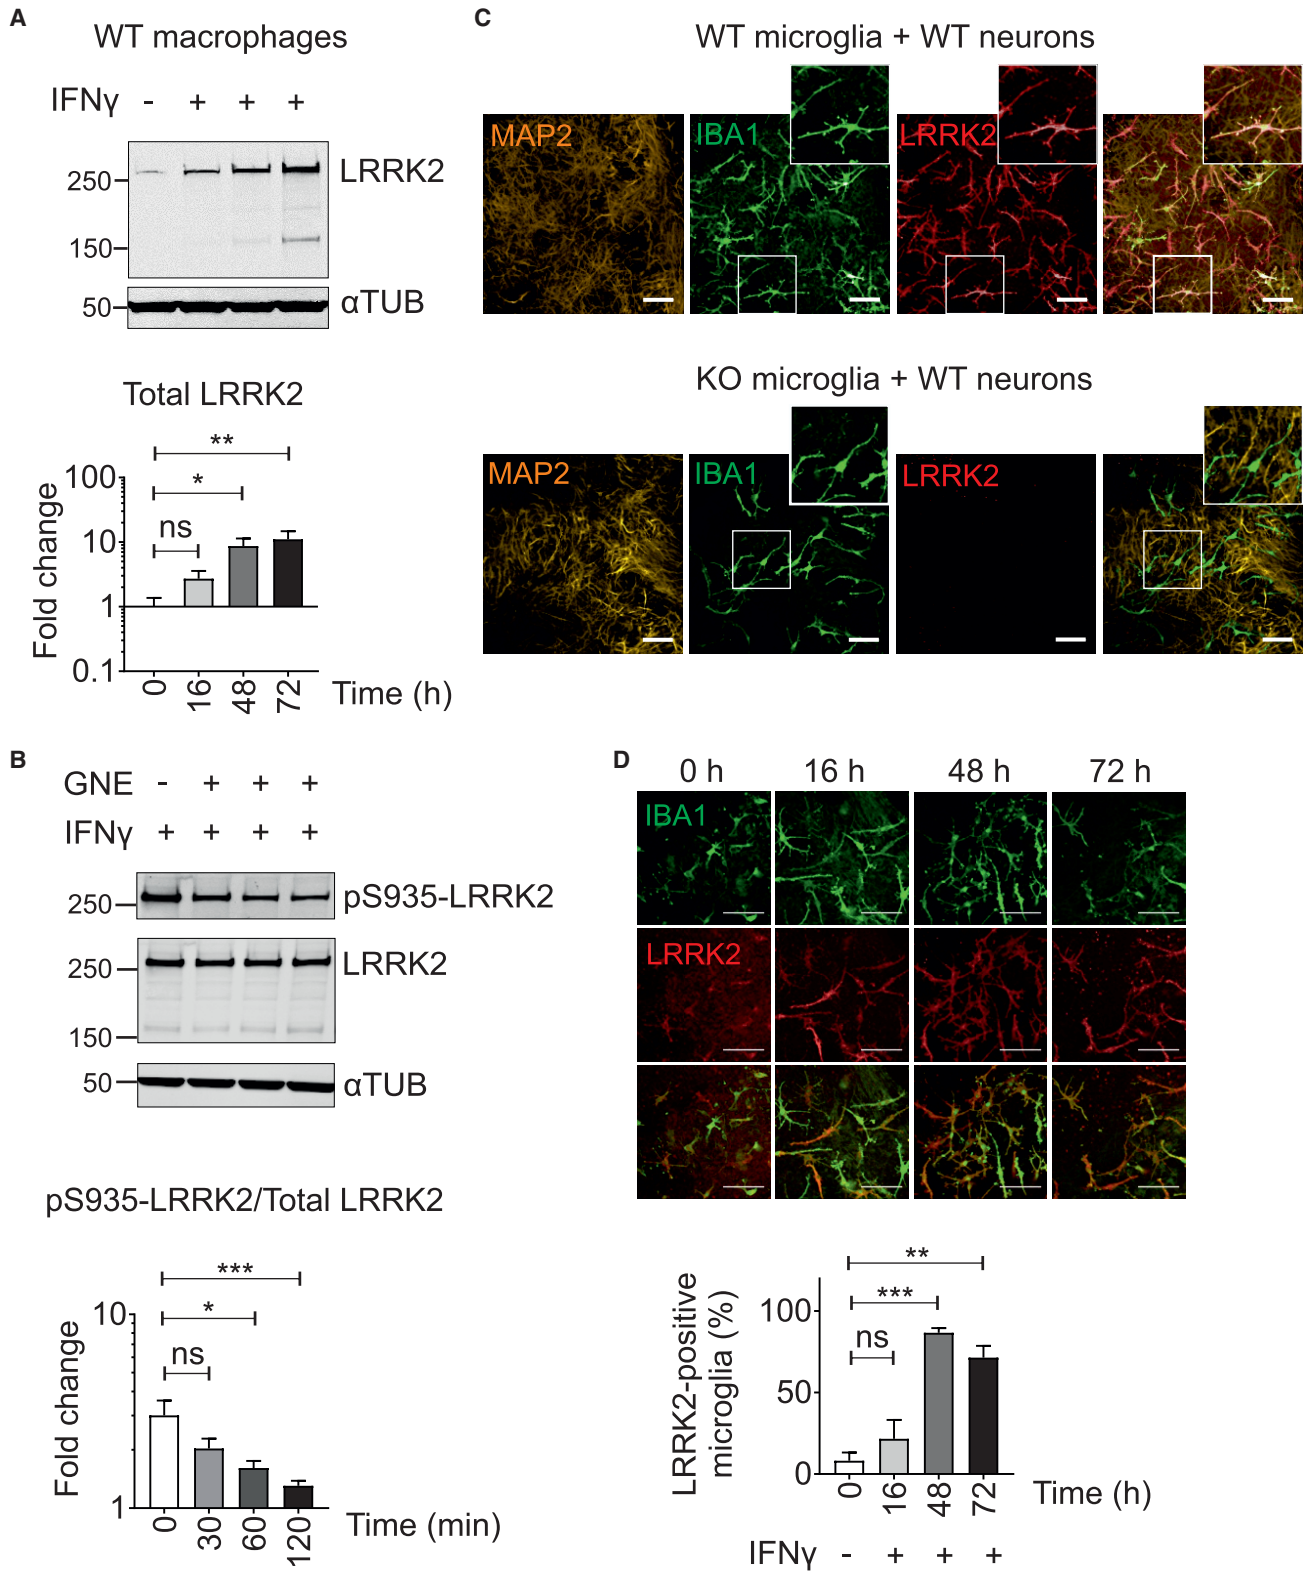 A
WT macrophages
IFNγ - + + +
250
LRRK2
150
50
αTUB
Total LRRK2
**
*
ns
Fold change
100
10
1
0.1
0 16 48 72 Time (h)
B
GNE - + + +
IFNγ + + + +
250
pS935-LRRK2
250
LRRK2
150
50
αTUB
pS935-LRRK2/Total LRRK2
***
*
ns
Fold change
10
1
0 30 60 120 Time (min)
C
WT microglia + WT neurons
MAP2 IBA1 LRRK2
KO microglia + WT neurons
MAP2 IBA1 LRRK2
D
0 h 16 h 48 h 72 h
IBA1
LRRK2
**
***
ns
LRRK2-positive
microglia (%)
100
50
0
0 16 48 72 Time (h)
IFNγ - + + +